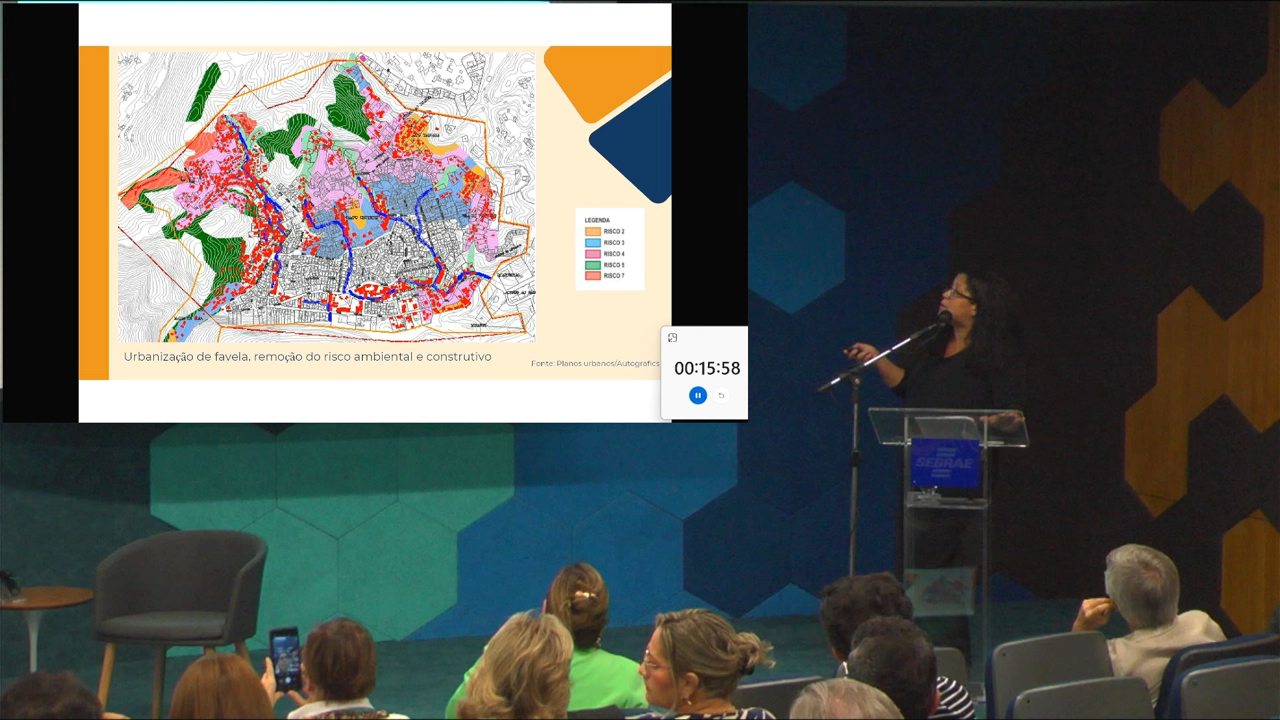 LEGENDA
RISCO 2
RISCO 3
RISCO 4
RISCO 5
RISCO 7
Urbanização de favela, remoção do risco ambiental e construtivo
Fonte: Planos urbanos/Autografics
00:15:58
SEBRAE